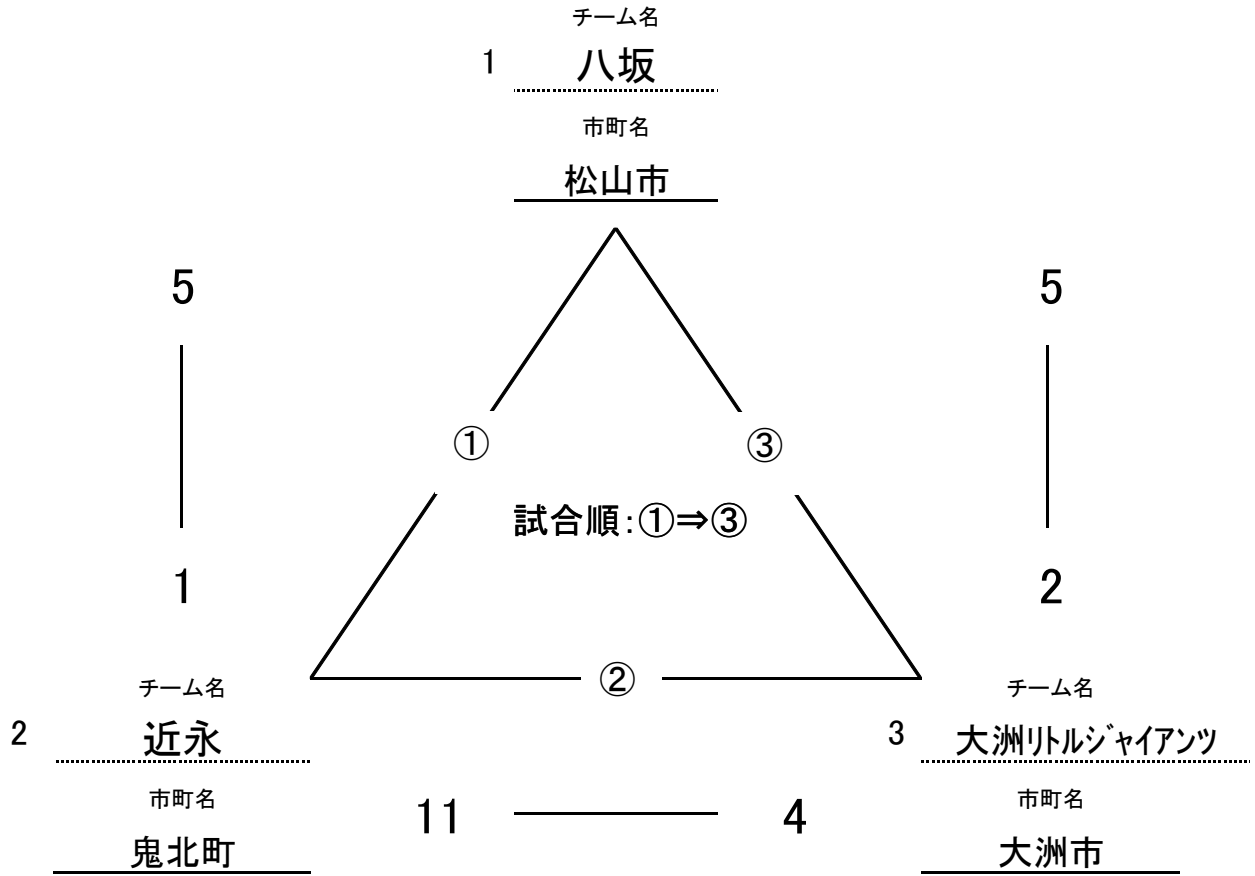 チーム名
1 八坂
市町名
松山市
5 5
① ③
試合順:①⇒③
1 2
②
チーム名 チーム名
2 近永 3 大洲リトルジャイアンツ
市町名 市町名
11 4
鬼北町 大洲市